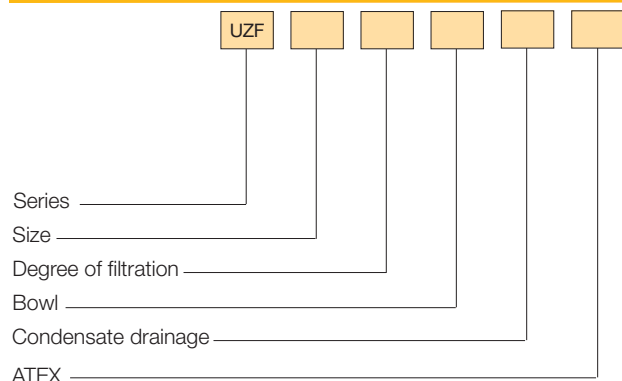 UZF
Series
Size
Degree of filtration
Bowl
Condensate drainage
ATEX